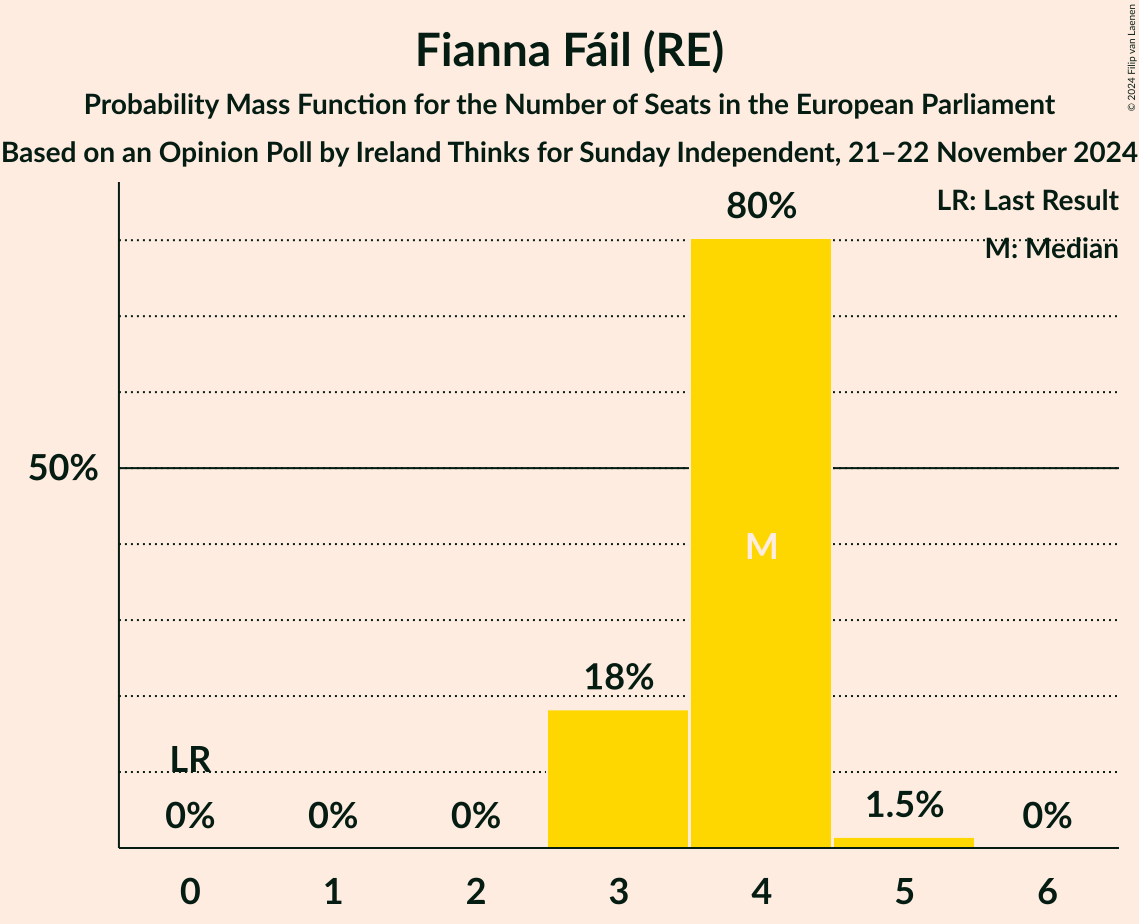 Fianna Fáil (RE)
Probability Mass Function for the Number of Seats in the European Parliament
Based on an Opinion Poll by Ireland Thinks for Sunday Independent, 21–22 November 2024
© 2024 Filip van Laenen
LR: Last Result
M: Median
80%
50%
M
18%
LR
0%
0%
0%
1.5%
0%
0
1
2
3
4
5
6